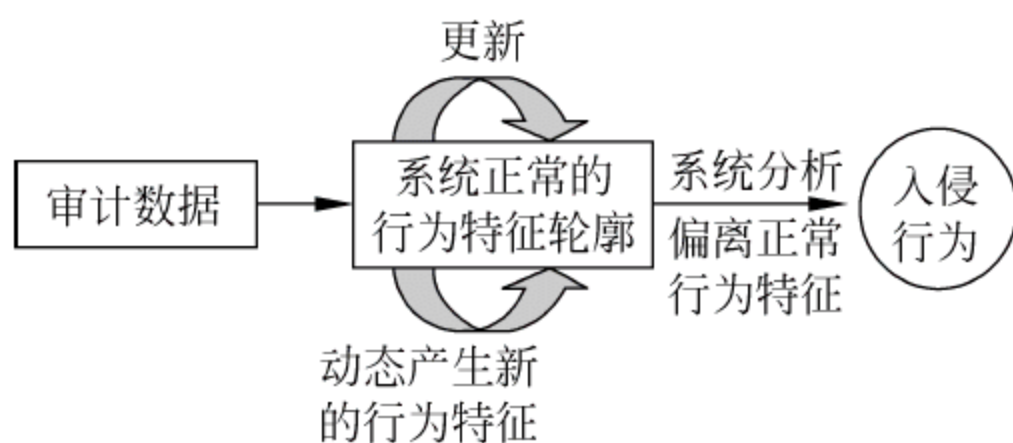 更新
审计数据
系统正常的
行为特征轮廓
系统分析
偏离正常
行为特征
入侵
行为
动态产生新
的行为特征